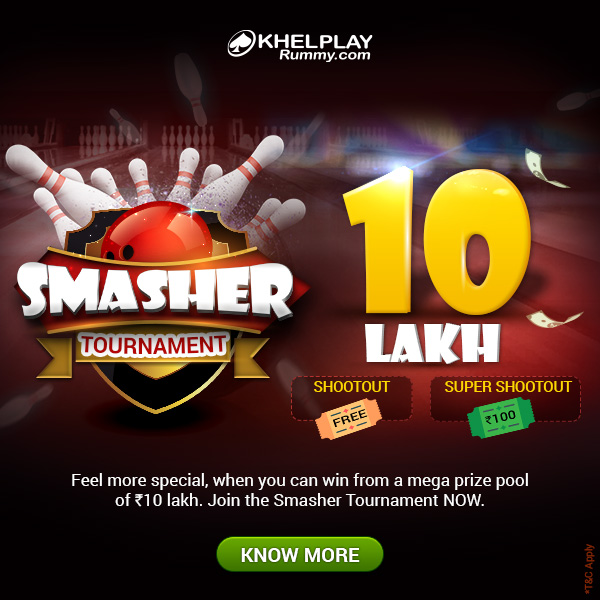 KHELPLAY
Rummy.com
SMASHER
TOURNAMENT
10
LAKH
SHOOTOUT
FREE
SUPER SHOOTOUT
₹100
Feel more special, when you can win from a mega prize pool
of ₹10 lakh. Join the Smasher Tournament NOW.
KNOW MORE
*T&C Apply